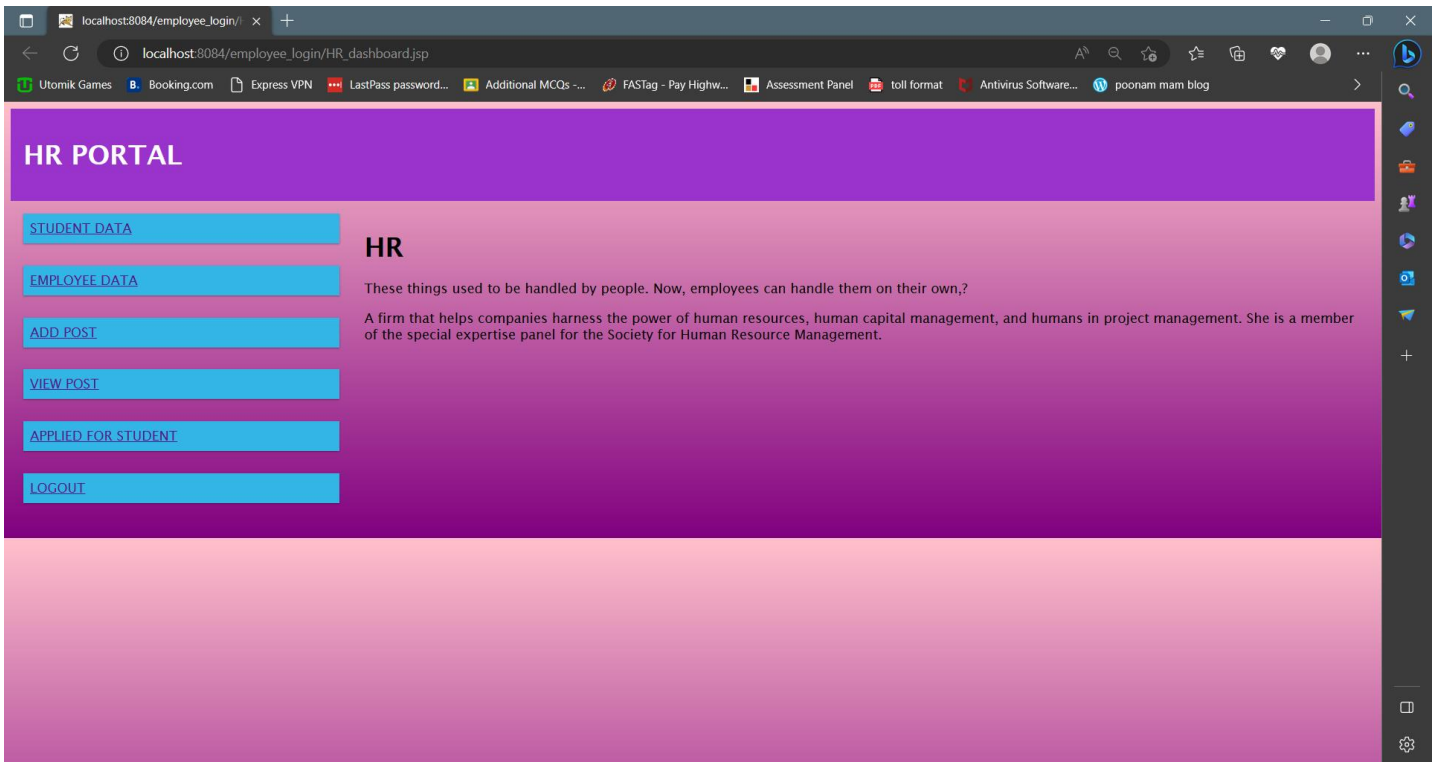 localhost:8084/employee_login/
localhost:8084/employee_login/HR_dashboard.jsp
Utomik Games B. Booking.com Express VPN LastPass password... Additional MCQs -... FASTag - Pay Highw... Assessment Panel toll format Antivirus Software... poonam mam blog
HR PORTAL
STUDENT DATA
EMPLOYEE DATA
ADD POST
VIEW POST
APPLIED FOR STUDENT
LOGOUT
HR
These things used to be handled by people. Now, employees can handle them on their own,?
A firm that helps companies harness the power of human resources, human capital management, and humans in project management. She is a member
of the special expertise panel for the Society for Human Resource Management.